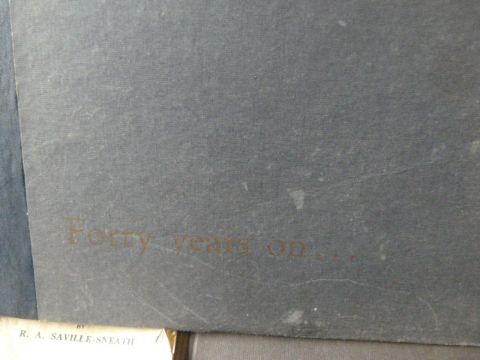 Forty years on...
BY
R. A. SAVILLE-SNEATH